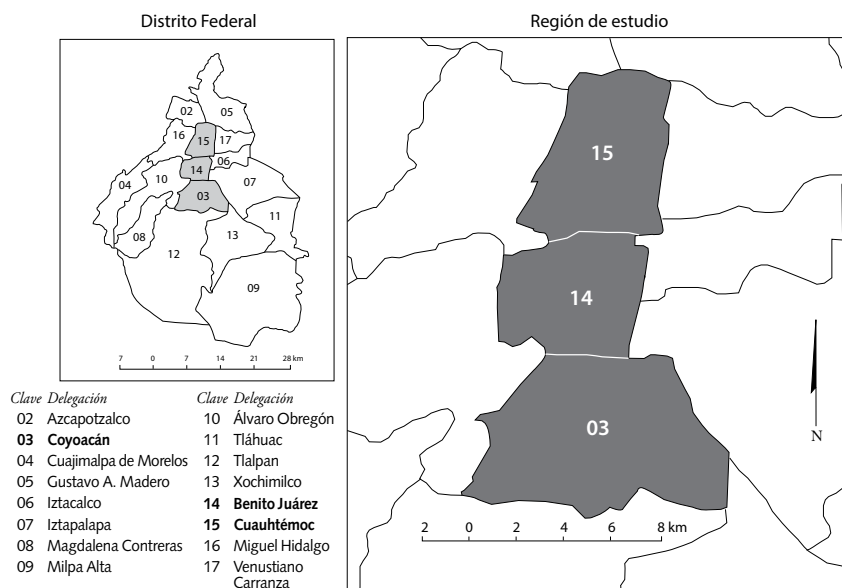 Distrito Federal
Región de estudio
02
05
16
15
17
06
14
10
04
07
03
11
08
13
12
09
7 0 7 14 21 28 km
15
14
03
N
2 0 2 4 6 8 km
Clave Delegación
02 Azcapotzalco
03 Coyoacán
04 Cuajimalpa de Morelos
05 Gustavo A. Madero
06 Iztacalco
07 Iztapalapa
08 Magdalena Contreras
09 Milpa Alta
Clave Delegación
10 Álvaro Obregón
11 Tláhuac
12 Tlalpan
13 Xochimilco
14 Benito Juárez
15 Cuauhtémoc
16 Miguel Hidalgo
17 Venustiano
Carranza